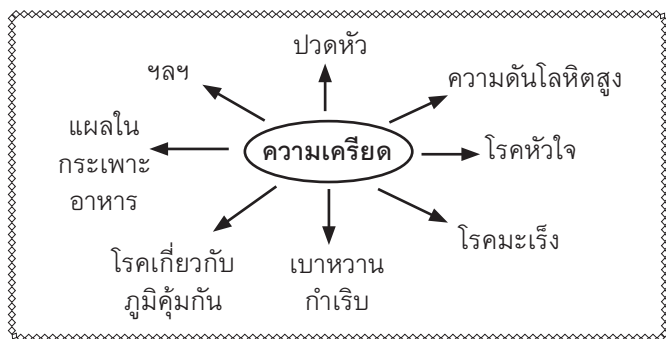 ปวดหัว
ฯลฯ
ความดันโลหิตสูง
แผลใน
กระเพาะ
อาหาร
ความเครียด
โรคหัวใจ
โรคมะเร็ง
โรคเกี่ยวกับ
ภูมิคุ้มกัน
เบาหวาน
กำเริบ